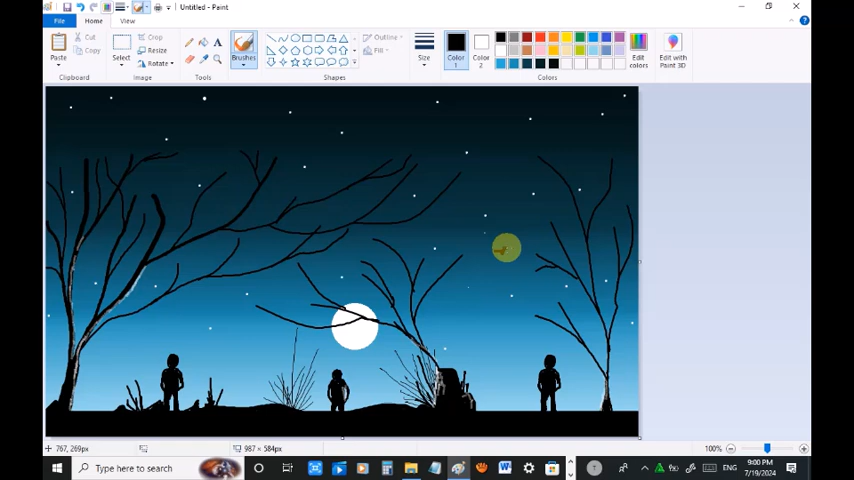 Untitled - Paint
File Home View
Cut
Copy
Paste
Clipboard
Crop
Resize
Rotate
Select
Image
Tools
Brushes
Outline
Fill
Shapes
Size
Color 1
Color 2
Edit colors
Colors
Edit with Paint 3D
767, 269px
987 × 584px
100%
Type here to search
ENG
9:00 PM
7/19/2024